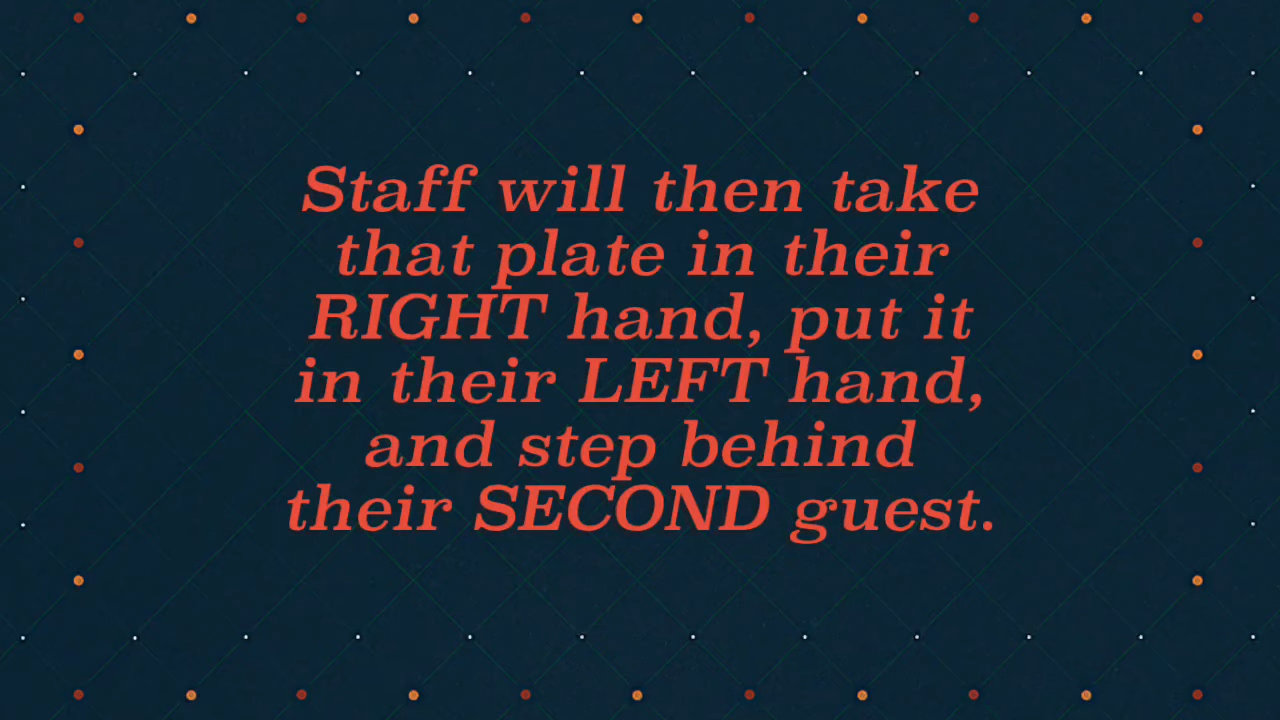 Staff will then take
that plate in their
RIGHT hand, put it
in their LEFT hand,
and step behind
their SECOND guest.